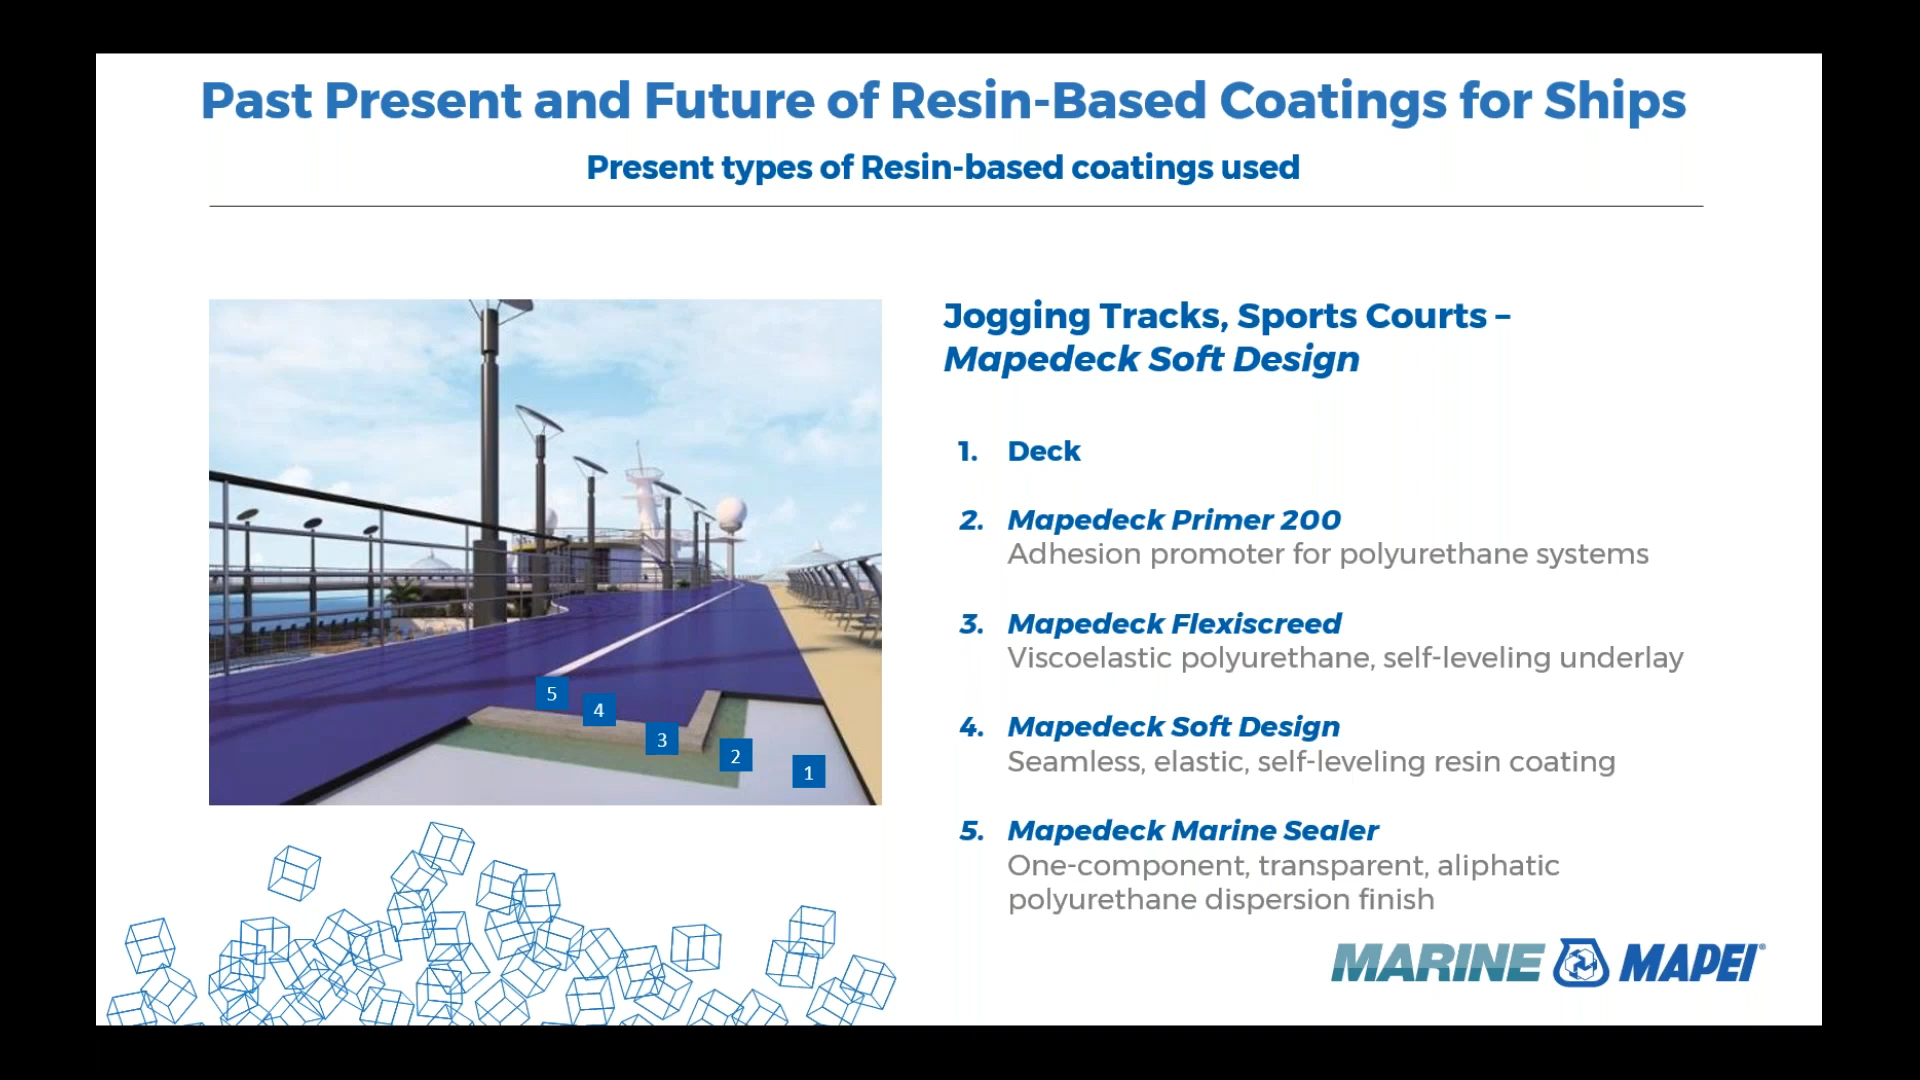 Past Present and Future of Resin-Based Coatings for Ships
Present types of Resin-based coatings used
Jogging Tracks, Sports Courts –
Mapedeck Soft Design
1. Deck
2. Mapedeck Primer 200
Adhesion promoter for polyurethane systems
3. Mapedeck Flexiscreed
Viscoelastic polyurethane, self-leveling underlay
4. Mapedeck Soft Design
Seamless, elastic, self-leveling resin coating
5. Mapedeck Marine Sealer
One-component, transparent, aliphatic
polyurethane dispersion finish
5
4
3
2
1
MARINE MAPEI®